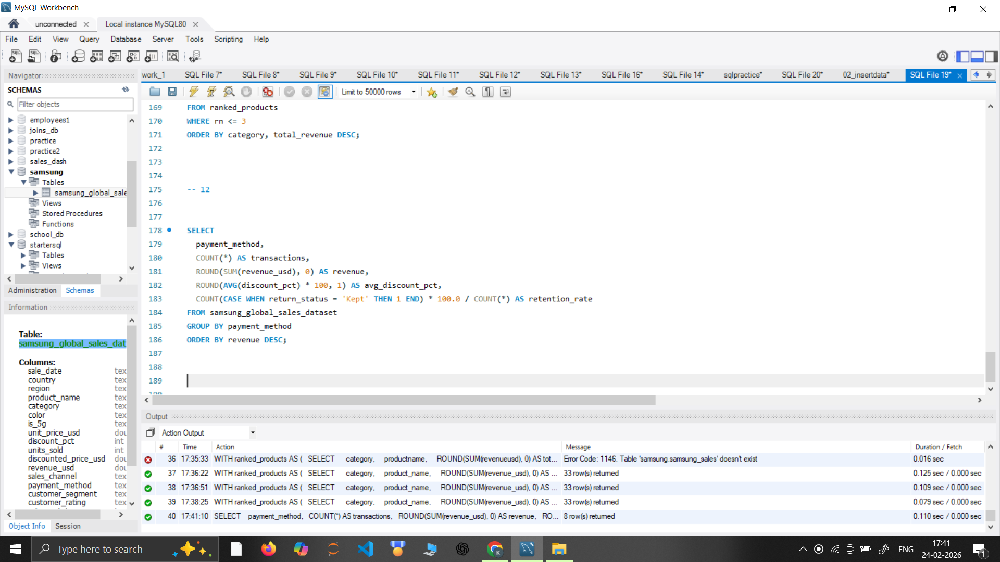 MySQL Workbench
unconnected
Local instance MySQL80
File Edit View Query Database Server Tools Scripting Help
Navigator
SCHEMAS
Filter objects
employees1
joins_db
practice
practice2
sales_dash
samsung
Tables
samsung_global_sale
Views
Stored Procedures
Functions
school_db
startersql
Tables
Views
Administration Schemas
Information
Table:
samsung_global_sales_dat
Columns:
sale_date tex
country tex
region tex
product_name tex
category tex
color tex
is_5g tex
unit_price_usd dou
discount_pct int
units_sold int
discounted_price_usd dou
revenue_usd dou
sales_channel tex
payment_method tex
customer_segment tex
customer_rating tex
Object Info Session
work_1 SQL File 7* SQL File 8* SQL File 9* SQL File 10* SQL File 11* SQL File 12* SQL File 13* SQL File 16* SQL File 14* sqlpractice* SQL File 20* 02_insertdata* SQL File 19*
Limit to 50000 rows
169 FROM ranked_products
170 WHERE rn <= 3
171 ORDER BY category, total_revenue DESC;
172
173
174
175 -- 12
176
177
178 SELECT
179 payment_method,
180 COUNT(*) AS transactions,
181 ROUND(SUM(revenue_usd), 0) AS revenue,
182 ROUND(AVG(discount_pct) * 100, 1) AS avg_discount_pct,
183 COUNT(CASE WHEN return_status = 'Kept' THEN 1 END) * 100.0 / COUNT(*) AS retention_rate
184 FROM samsung_global_sales_dataset
185 GROUP BY payment_method
186 ORDER BY revenue DESC;
187
188
189
190
Output
Action Output
# Time Action Message Duration / Fetch
36 17:35:33 WITH ranked_products AS ( SELECT category, productname, ROUND(SUM(revenueusd), 0) AS tot... Error Code: 1146. Table 'samsung.samsung_sales' doesn't exist 0.016 sec
37 17:36:22 WITH ranked_products AS ( SELECT category, product_name, ROUND(SUM(revenue_usd), 0) AS ... 33 row(s) returned 0.125 sec / 0.000 sec
38 17:36:51 WITH ranked_products AS ( SELECT category, product_name, ROUND(SUM(revenue_usd), 0) AS ... 33 row(s) returned 0.109 sec / 0.000 sec
39 17:38:25 WITH ranked_products AS ( SELECT category, product_name, ROUND(SUM(revenue_usd), 0) AS ... 33 row(s) returned 0.079 sec / 0.000 sec
40 17:41:10 SELECT payment_method, COUNT(*) AS transactions, ROUND(SUM(revenue_usd), 0) AS revenue, RO... 8 row(s) returned 0.110 sec / 0.000 sec
Type here to search
ENG
17:41
24-02-2026
1